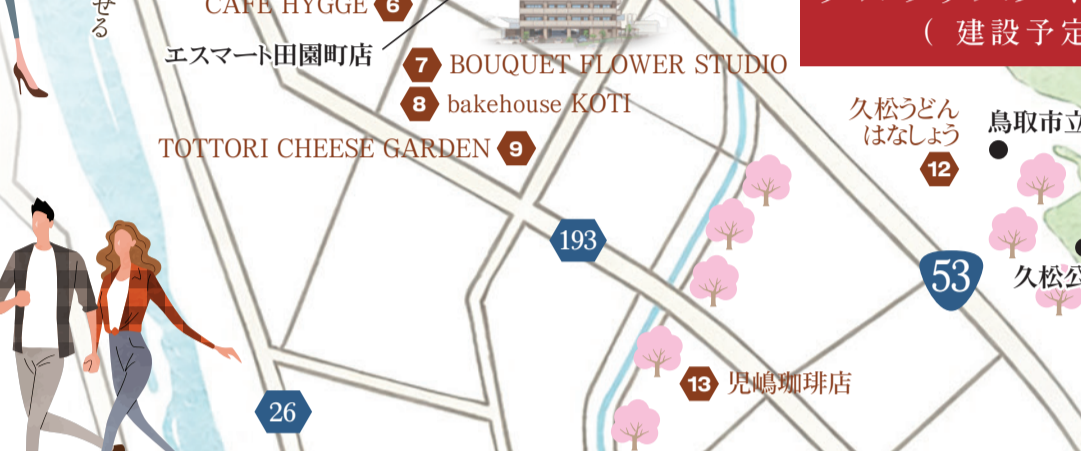 せる
CAFE HYGGE 6
エスマート田園町店
7 BOUQUET FLOWER STUDIO
8 bakehouse KOTI
TOTTORI CHEESE GARDEN 9
( 建設予定
久松うどん
はなしょう
12
鳥取市立
193
53
久松公
13 児嶋珈琲店
26